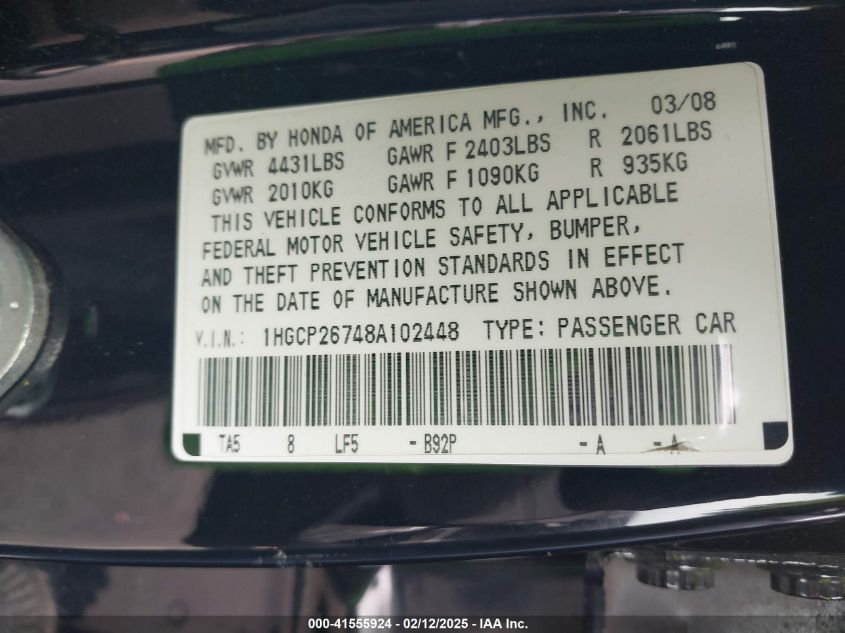 MFD. BY HONDA OF AMERICA MFG., INC. 03/08
GVWR 4431LBS GAWR F 2403LBS R 2061LBS
GVWR 2010KG GAWR F 1090KG R 935KG
THIS VEHICLE CONFORMS TO ALL APPLICABLE
FEDERAL MOTOR VEHICLE SAFETY, BUMPER,
AND THEFT PREVENTION STANDARDS IN EFFECT
ON THE DATE OF MANUFACTURE SHOWN ABOVE.
V.I.N.: 1HGCP26748A102448 TYPE: PASSENGER CAR
TA5 8 LF5 - B92P - A - A
000-41555924 / 02/12/2025 - IAA Inc.